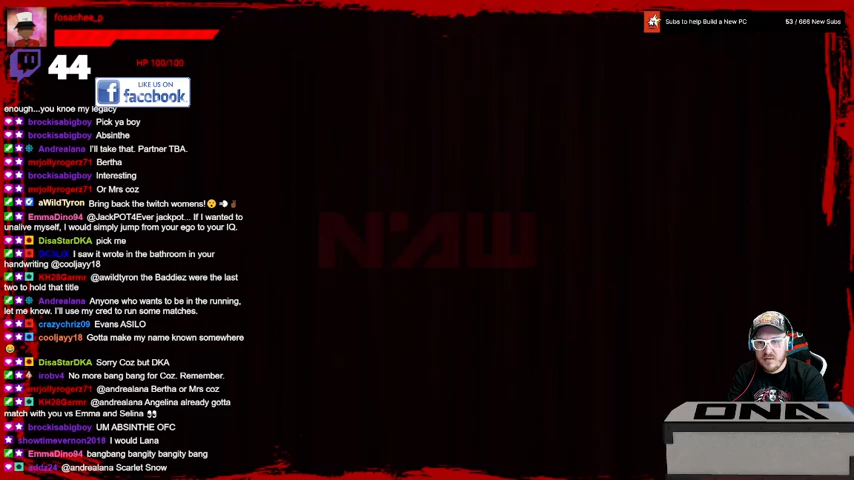 fosachee_p
Subs to help Build a New PC
53 / 666 New Subs
HP 100/100
44
LIKE US ON
facebook
enough...you knoe my legacy
brockisabigboy Pick ya boy
brockisabigboy Absinthe
Andrealana I'll take that. Partner TBA.
mrjollyrogerz71 Bertha
brockisabigboy Interesting
mrjollyrogerz71 Or Mrs coz
aWildTyron Bring back the twitch womens!😮💨✌🏾
EmmaDino94 @JackPOT4Ever jackpot... If I wanted to
unalive myself, I would simply jump from your ego to your IQ.
DisaStarDKA pick me
I saw it wrote in the bathroom in your
handwriting @cooljayy18
KH28Garmr @awildtyron the Baddiez were the last
two to hold that title
Andrealana Anyone who wants to be in the running,
let me know. I'll use my cred to run some matches.
crazychriz09 Evans ASILO
cooljayy18 Gotta make my name known somewhere
😅
DisaStarDKA Sorry Coz but DKA
irobv4 No more bang bang for Coz. Remember.
mrjollyrogerz71 @andrealana Bertha or Mrs coz
KH28Garmr @andrealana Angelina already gotta
match with you vs Emma and Selina 👀
brockisabigboy UM ABSINTHE OFC
showtimevernon2018 I would Lana
EmmaDino94 bangbang bangity bangity bang
addz24 @andrealana Scarlet Snow